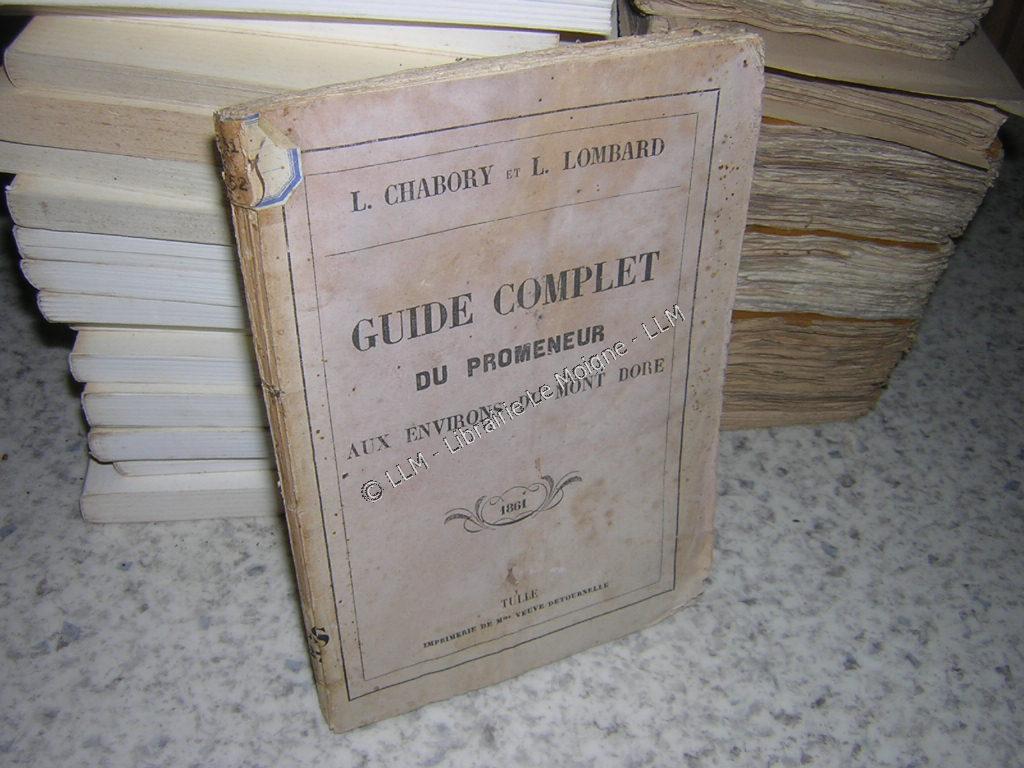 L. CHABORY ET L. LOMBARD
GUIDE COMPLET
DU PROMENEUR
AUX ENVIRONS DU MONT DORE
1861
TULLE
IMPRIMERIE DE Mme VEUVE DETOURNELLE
© LLM - Librairie Le Moigne - LLM